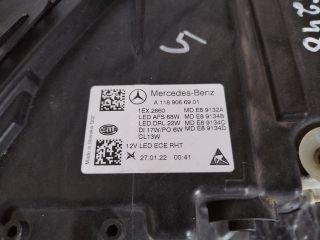 Mercedes-Benz
A 118 906 69 01
1EX 2660 MD E8 9132A
LED AFS 68W MD E8 9134B
LED DRL 22W MD E8 9134C
DI 17W/PO 6W MD E8 9134D
CL13W
12V LED ECE RHT
27.01.22 00:41
5